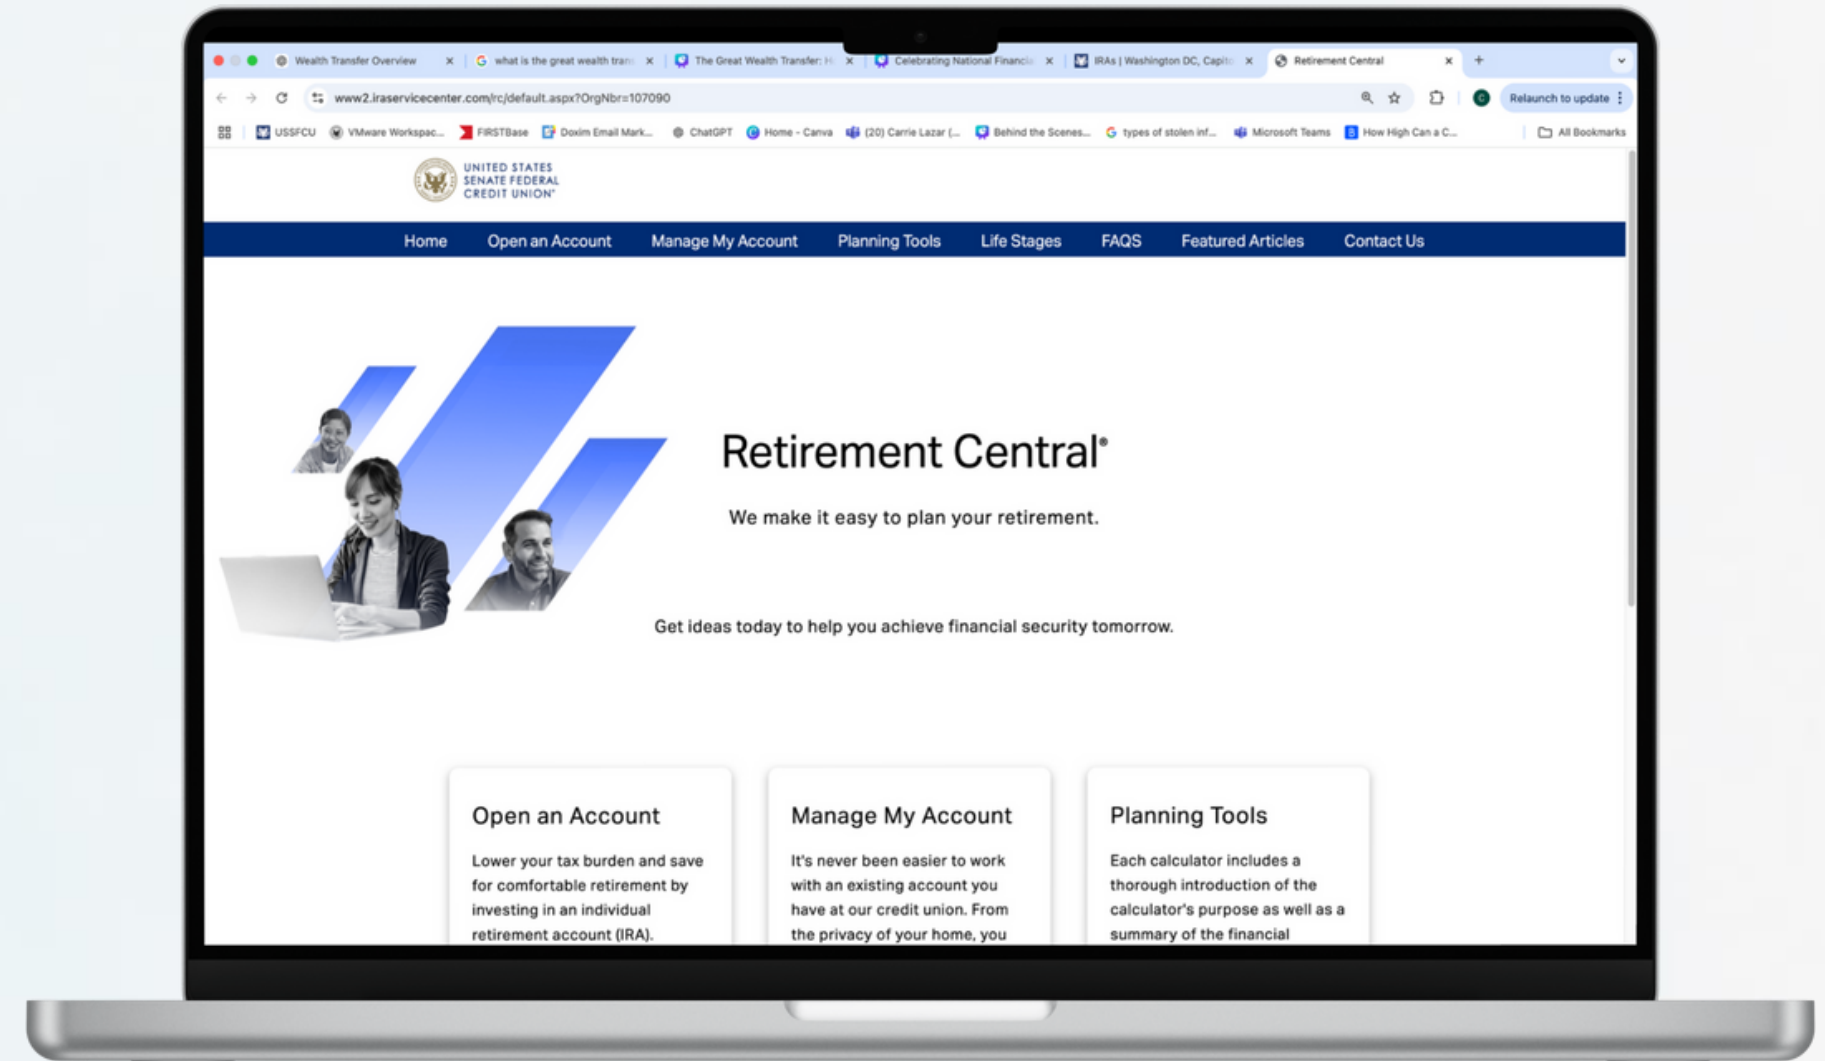 Wealth Transfer Overview
what is the great wealth tran
The Great Wealth Transfer: H
Celebrating National Financia
IRAs | Washington DC, Capito
Retirement Central
www2.iraservicecenter.com/rc/default.aspx?OrgNbr=107090
C
Relaunch to update
USSFCU
VMware Workspac...
FIRSTBase
Doxim Email Mark...
ChatGPT
Home - Canva
(20) Carrie Lazar (...
Behind the Scenes...
types of stolen inf...
Microsoft Teams
B
How High Can a C...
All Bookmarks
UNITED STATES
SENATE FEDERAL
CREDIT UNION®
Home
Open an Account
Manage My Account
Planning Tools
Life Stages
FAQS
Featured Articles
Contact Us
Retirement Central®
We make it easy to plan your retirement.
Get ideas today to help you achieve financial security tomorrow.
Open an Account
Lower your tax burden and save
for comfortable retirement by
investing in an individual
retirement account (IRA).
Manage My Account
It's never been easier to work
with an existing account you
have at our credit union. From
the privacy of your home, you
Planning Tools
Each calculator includes a
thorough introduction of the
calculator's purpose as well as a
summary of the financial